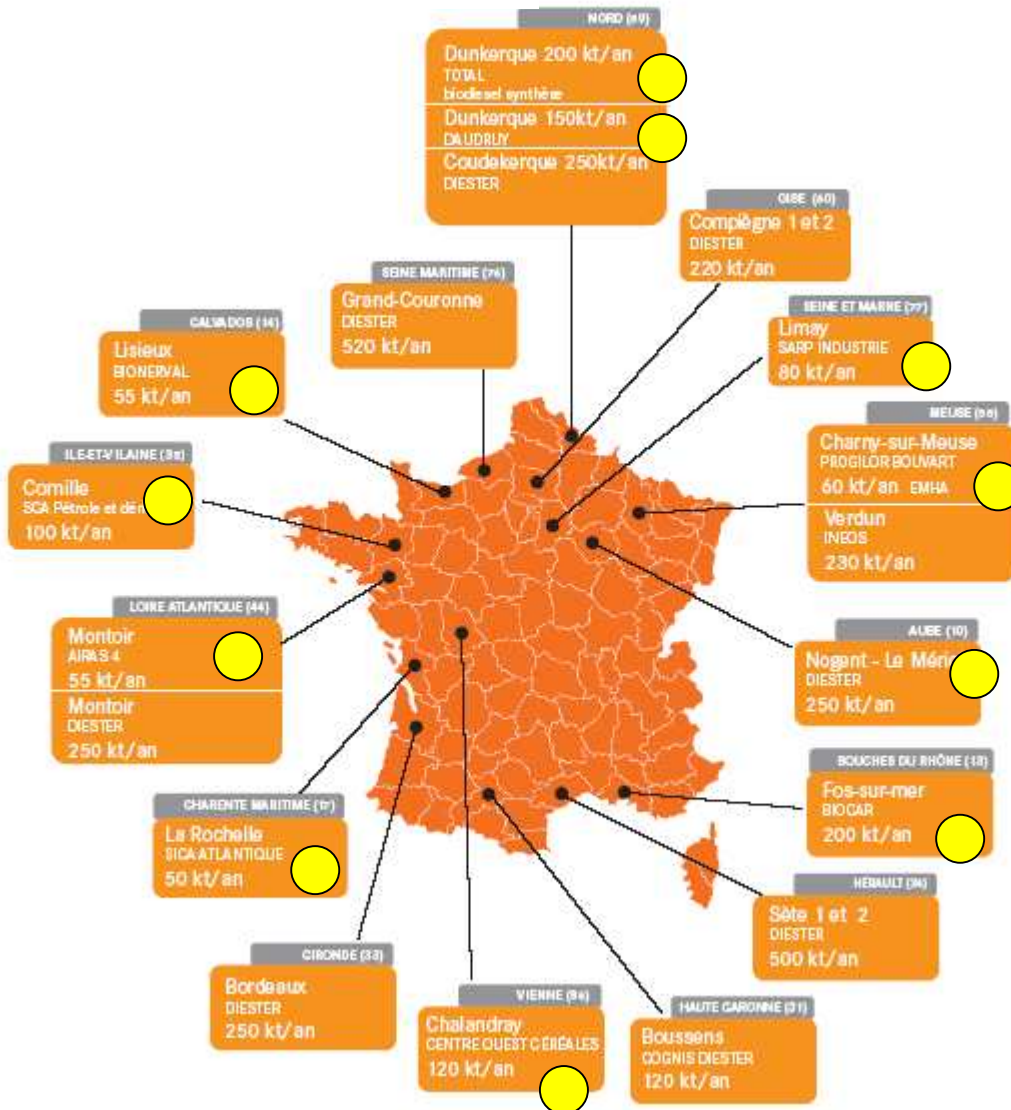 NORD (59)
Dunkerque 200 kt/an
TOTAL
biodiesel synthèse
Dunkerque 150kt/an
DAUDRUY
Coudekerque 250kt/an
DIESTER
OISE (60)
Complègne 1 et 2
DIESTER
220 kt/an
SEINE MARITIME (76)
Grand-Couronne
DIESTER
520 kt/an
CALVADOS (14)
Lisieux
BIONERVAL
55 kt/an
SEINE ET MARNE (77)
Limay
SARP INDUSTRIE
80 kt/an
MEUSE (55)
Charny-sur-Meuse
PROGILOR BOUVART
60 kt/an EMHA
Verdun
INEOS
230 kt/an
ILE-ET-VILAINE (35)
Cornille
SCA Pétrole et
100 kt/an
LOIRE ATLANTIQUE (44)
Montoir
AIRAS 4
55 kt/an
Montoir
DIESTER
250 kt/an
AUBE (10)
Nogent - Le
DIESTER
250 kt/an
BOUCHES DU RHÔNE (13)
Fos-sur-mer
BIOCAR
200 kt/an
CHARENTE MARITIME (17)
La Rochelle
SICA ATLANTIQUE
50 kt/an
HÉRAULT (34)
Sète 1 et 2
DIESTER
500 kt/an
GIRONDE (33)
Bordeaux
DIESTER
250 kt/an
VIENNE (86)
Chalandray
CENTRE OUEST CÉRÉALES
120 kt/an
HAUTE GARONNE (31)
Boussens
COGNIS DIESTER
120 kt/an